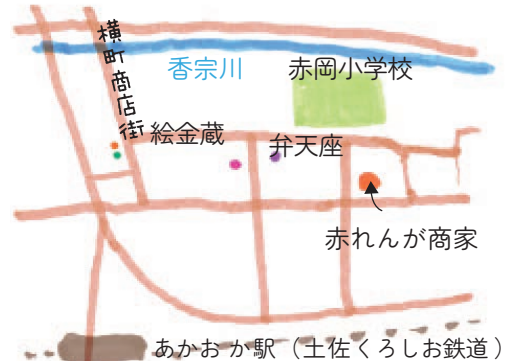 横町商店街
香宗川
赤岡小学校
絵金蔵
弁天座
赤れんが商家
あかおか駅（土佐くろしお鉄道）